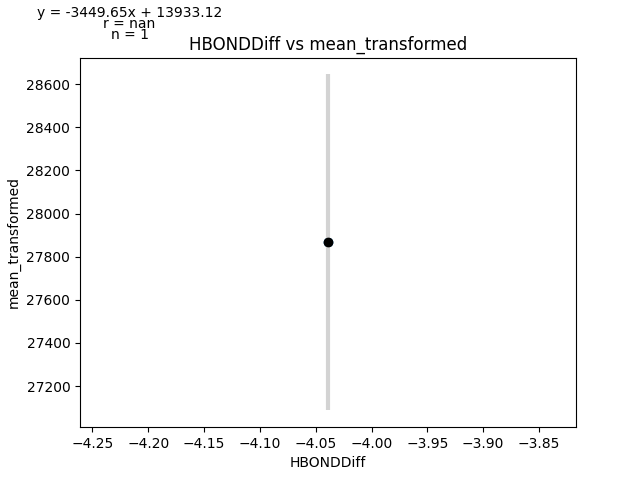 y = -3449.65x + 13933.12
r = nan
n = 1
HBONDDiff vs mean_transformed
mean_transformed
28600
28400
28200
28000
27800
27600
27400
27200
−4.25 −4.20 −4.15 −4.10 −4.05 −4.00 −3.95 −3.90 −3.85
HBONDDiff